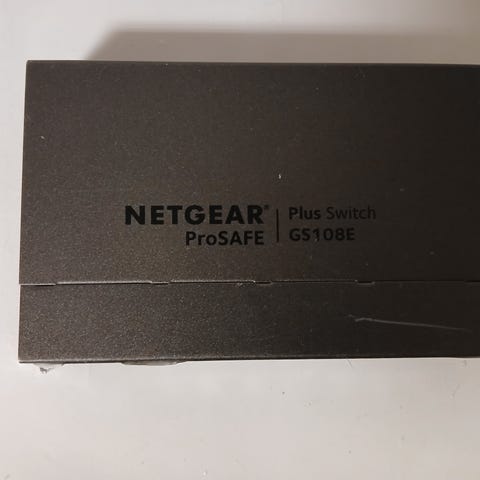 NETGEAR® | Plus Switch
ProSAFE | GS108E